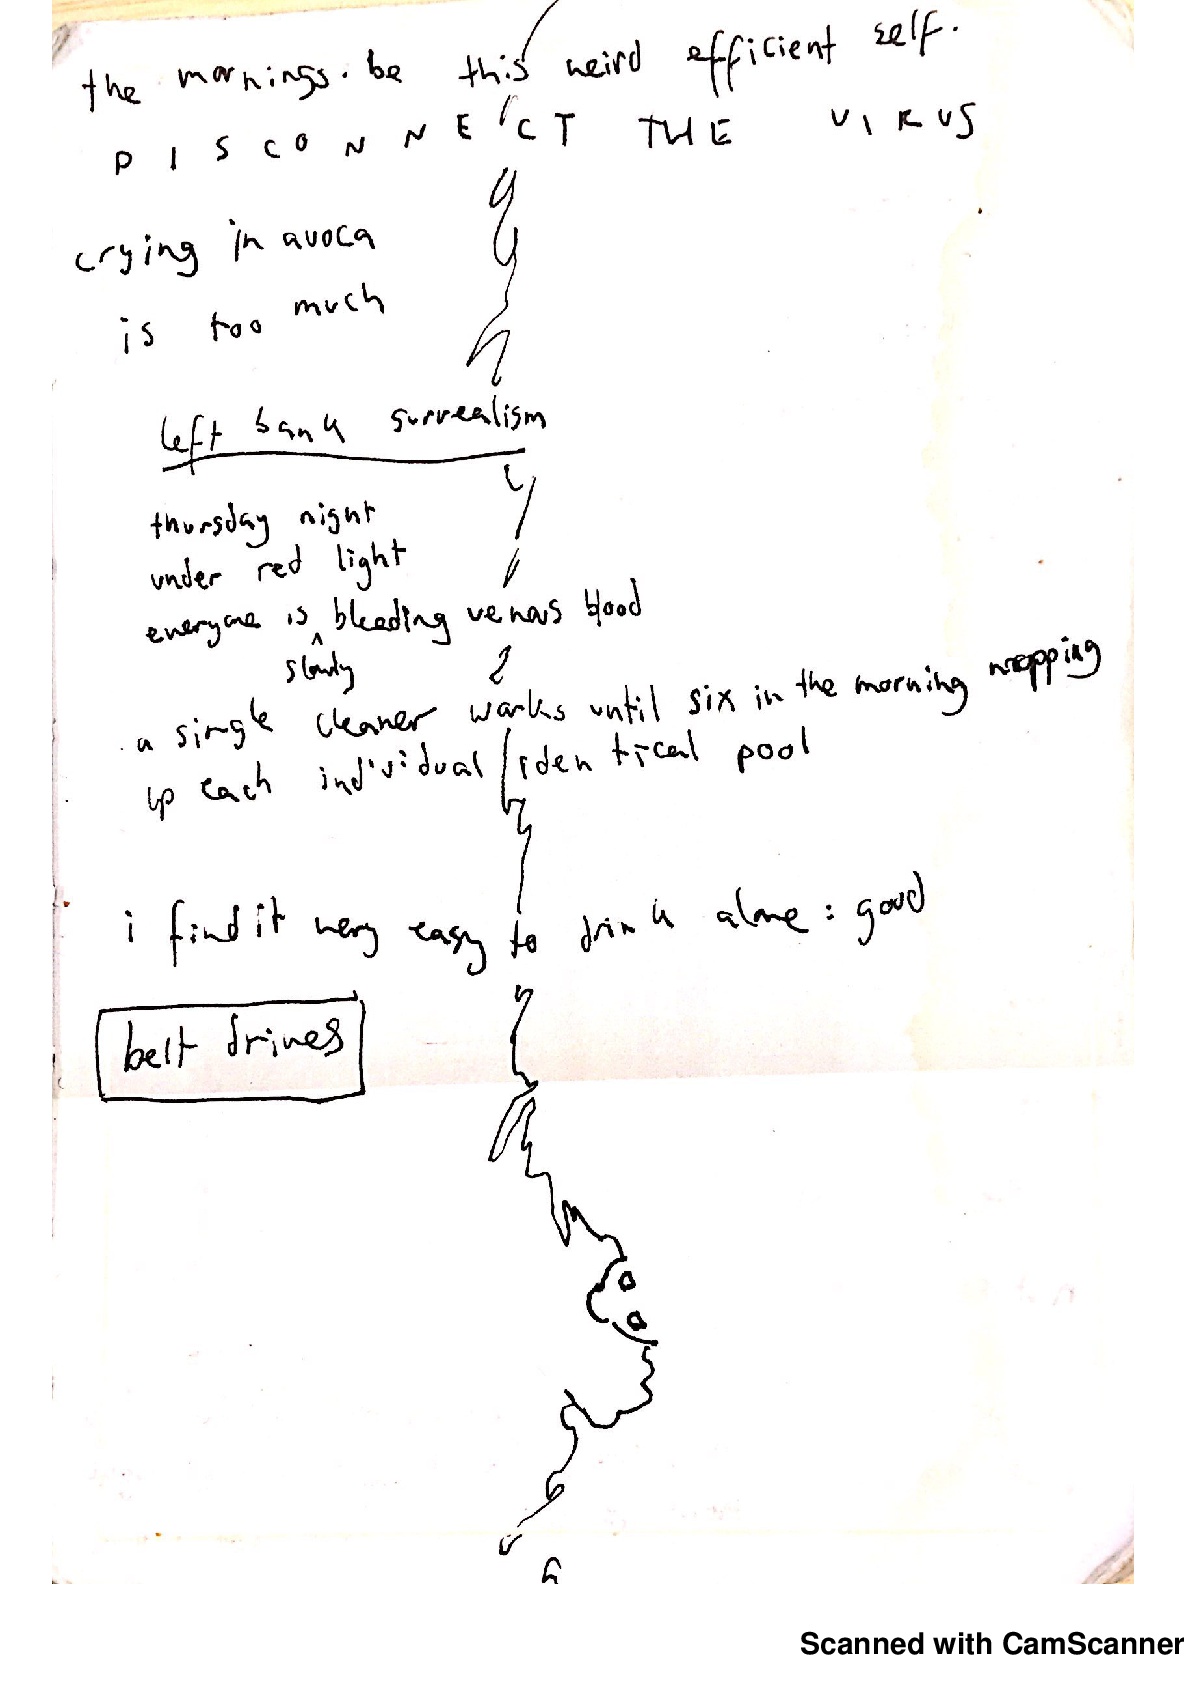 the mornings. be this weird efficient self.
DISCONNECT THE VIRUS
crying in avoca
is too much
left bank surrealism
thursday night
under red light
everyone is bleeding venous blood
slowly
a single cleaner works until six in the morning mopping
up each individual/identical pool
i find it very easy to drink alone: good
belt drives
Scanned with CamScanner